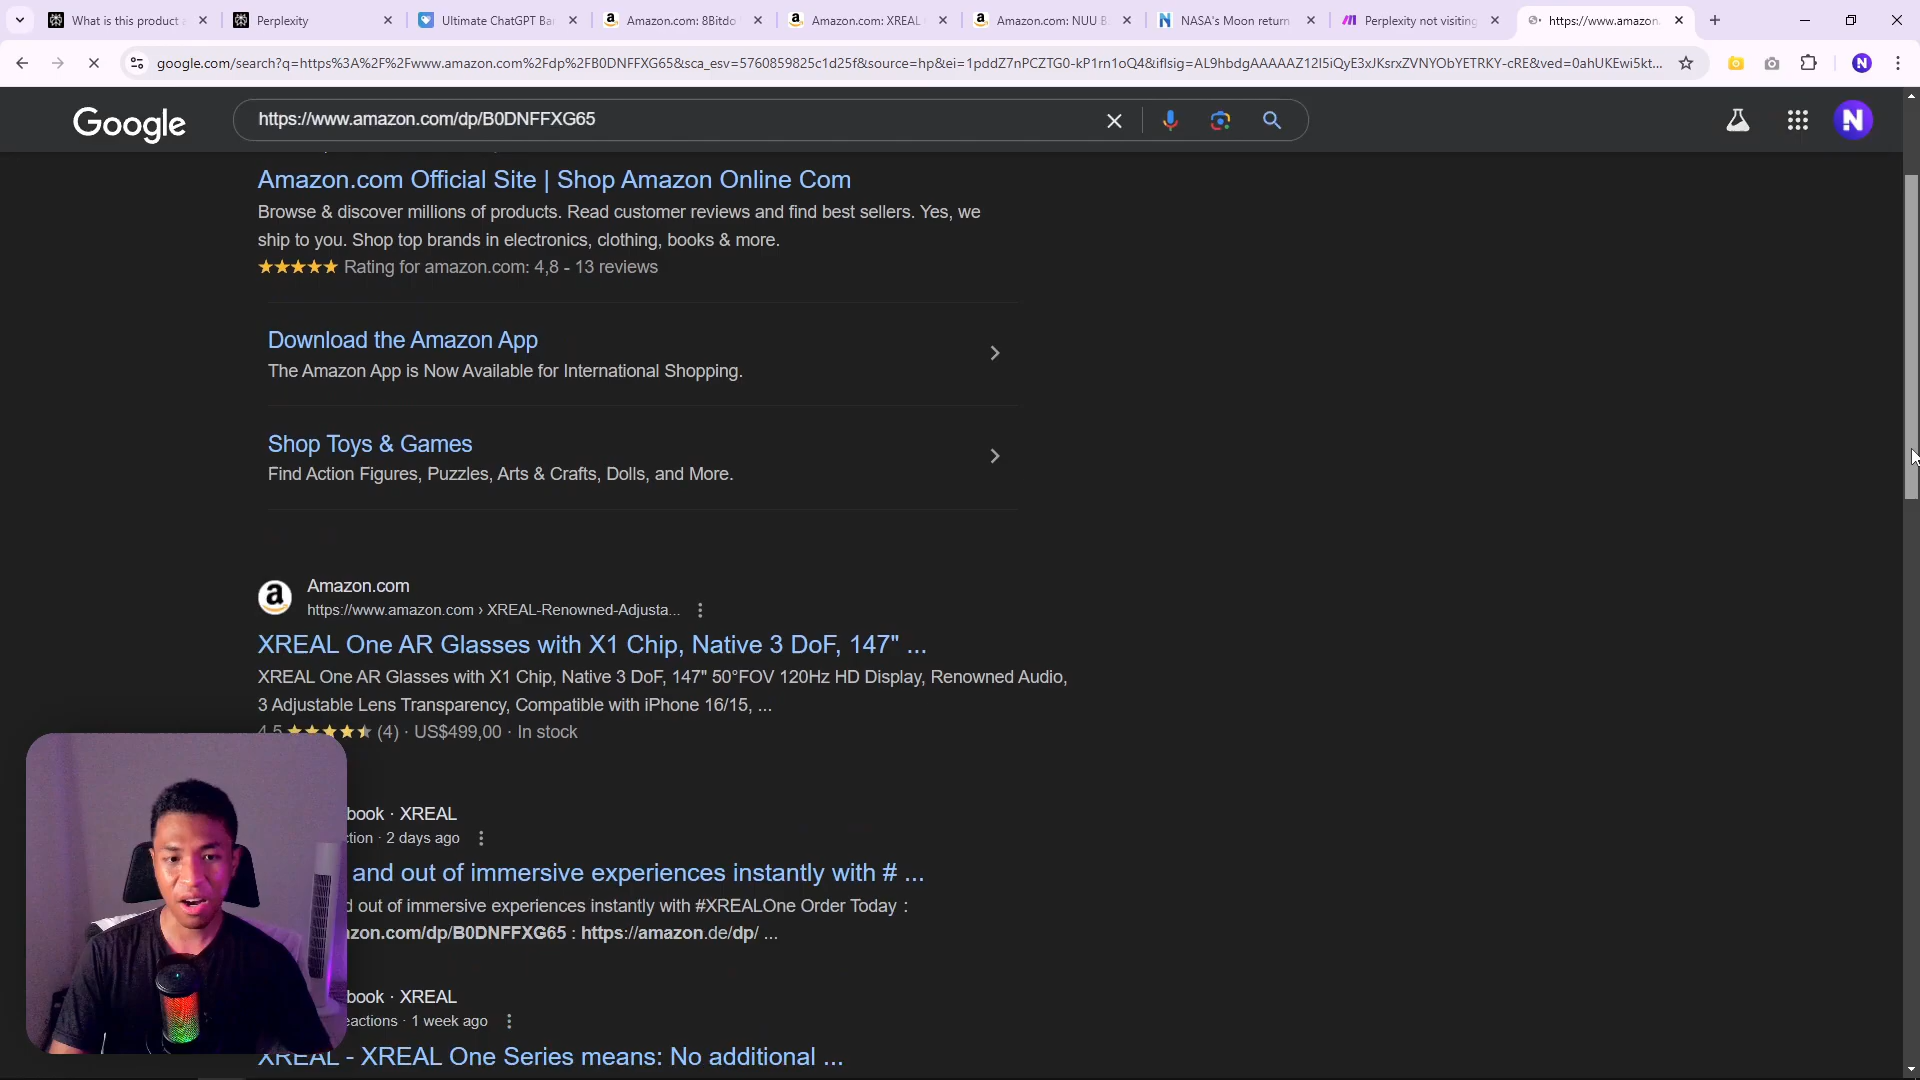 What is this product a
Perplexity
Ultimate ChatGPT Bar
Amazon.com: 8Bitdo
Amazon.com: XREAL
Amazon.com: NUU B
NASA's Moon return
Perplexity not visiting
https://www.amazon.
google.com/search?q=https%3A%2F%2Fwww.amazon.com%2Fdp%2FB0DNFFXG65&sca_esv=5760859825c1d25f&source=hp&ei=1pddZ7nPCZTG0-kP1rn1oQ4&iflsig=AL9hbdgAAAAAZ12l5iQyE3xJKsrxZVNYObYETRKY-cRE&ved=0ahUKEwi5kt...
N
Google
https://www.amazon.com/dp/B0DNFFXG65
N
Amazon.com Official Site | Shop Amazon Online Com
Browse & discover millions of products. Read customer reviews and find best sellers. Yes, we
ship to you. Shop top brands in electronics, clothing, books & more.
Rating for amazon.com: 4,8 - 13 reviews
Download the Amazon App
The Amazon App is Now Available for International Shopping.
Shop Toys & Games
Find Action Figures, Puzzles, Arts & Crafts, Dolls, and More.
Amazon.com
https://www.amazon.com › XREAL-Renowned-Adjusta...
XREAL One AR Glasses with X1 Chip, Native 3 DoF, 147" ...
XREAL One AR Glasses with X1 Chip, Native 3 DoF, 147" 50°FOV 120Hz HD Display, Renowned Audio,
3 Adjustable Lens Transparency, Compatible with iPhone 16/15, ...
4,5 (4) · US$499,00 · In stock
book · XREAL
ction · 2 days ago
and out of immersive experiences instantly with # ...
d out of immersive experiences instantly with #XREALOne Order Today :
zon.com/dp/B0DNFFXG65 : https://amazon.de/dp/ ...
book · XREAL
eactions · 1 week ago
XREAL - XREAL One Series means: No additional ...